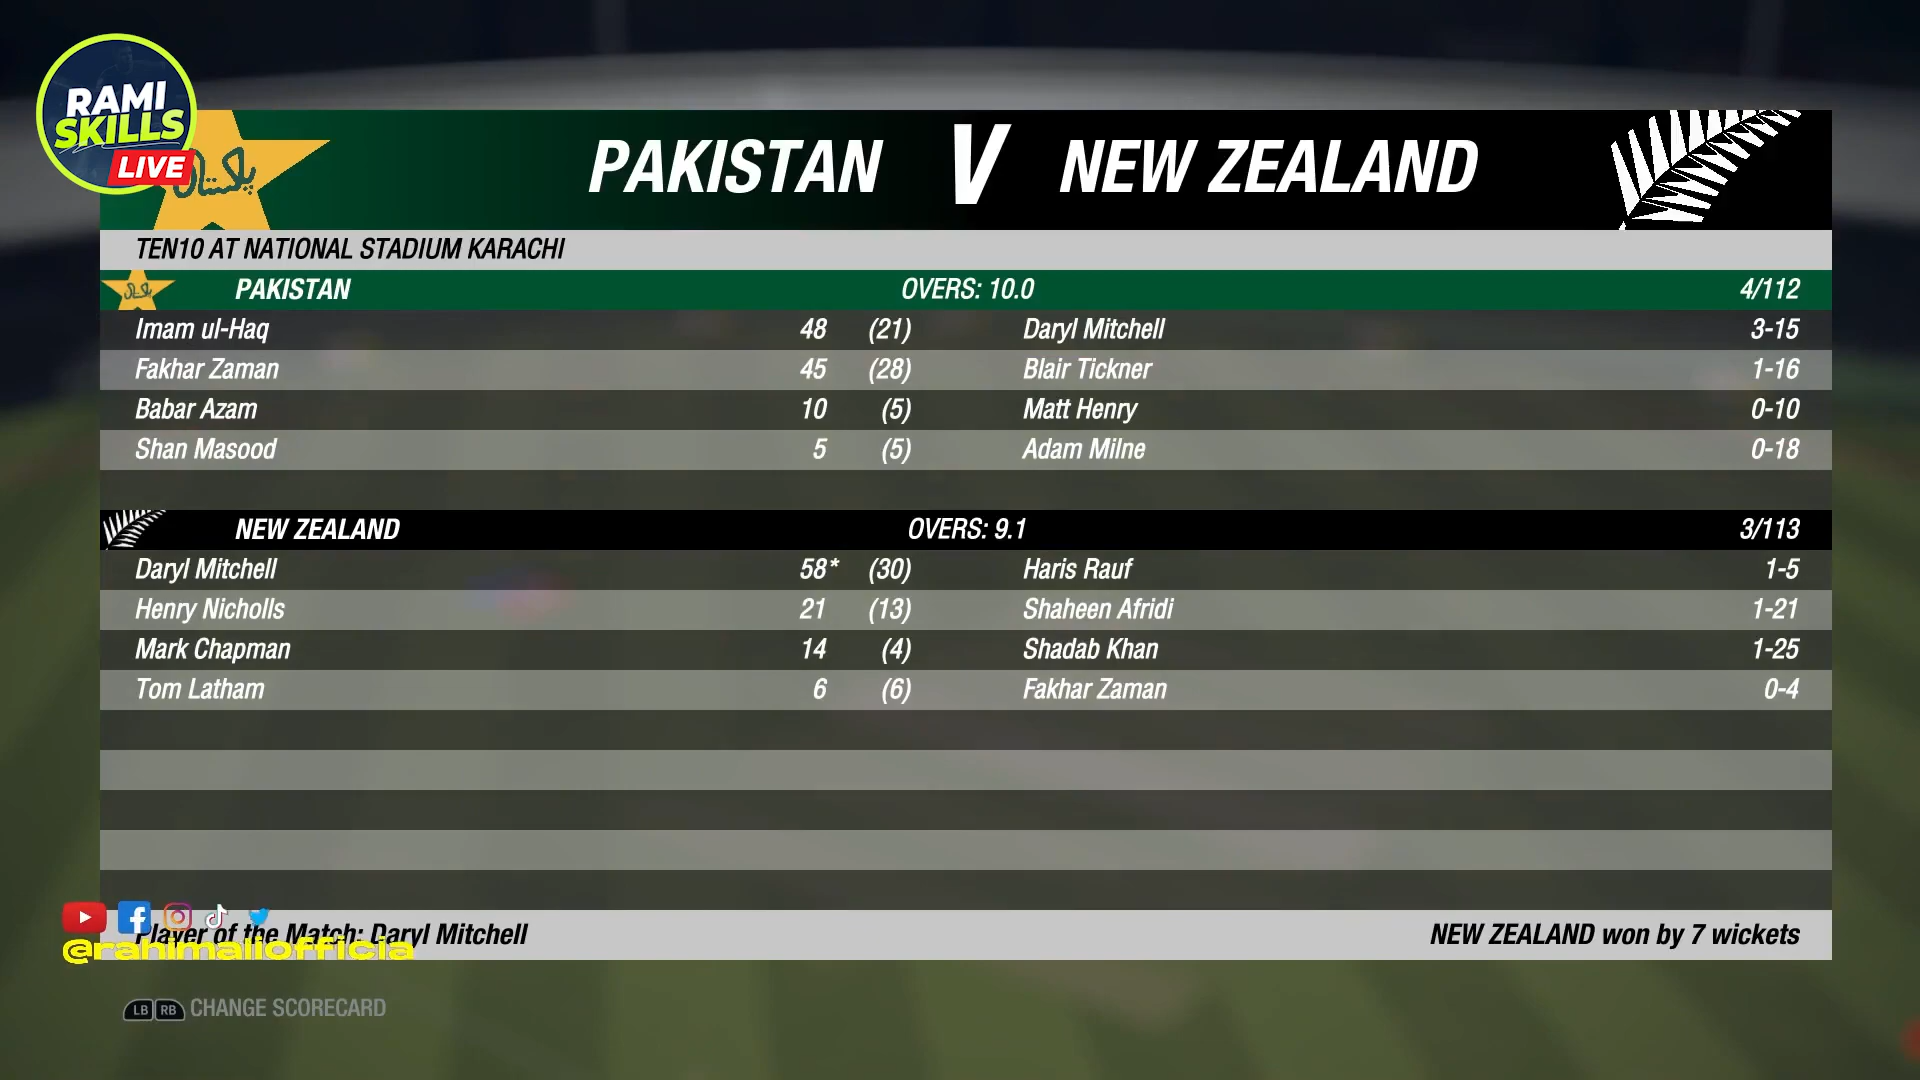 RAMI
SKILLS
LIVE
پاکستان
PAKISTAN V NEW ZEALAND
TEN10 AT NATIONAL STADIUM KARACHI
PAKISTAN OVERS: 10.0 4/112
Imam ul-Haq 48 (21) Daryl Mitchell 3-15
Fakhar Zaman 45 (28) Blair Tickner 1-16
Babar Azam 10 (5) Matt Henry 0-10
Shan Masood 5 (5) Adam Milne 0-18
NEW ZEALAND OVERS: 9.1 3/113
Daryl Mitchell 58* (30) Haris Rauf 1-5
Henry Nicholls 21 (13) Shaheen Afridi 1-21
Mark Chapman 14 (4) Shadab Khan 1-25
Tom Latham 6 (6) Fakhar Zaman 0-4
Player of the Match: Daryl Mitchell NEW ZEALAND won by 7 wickets
@rahimaliofficia
LB RB CHANGE SCORECARD